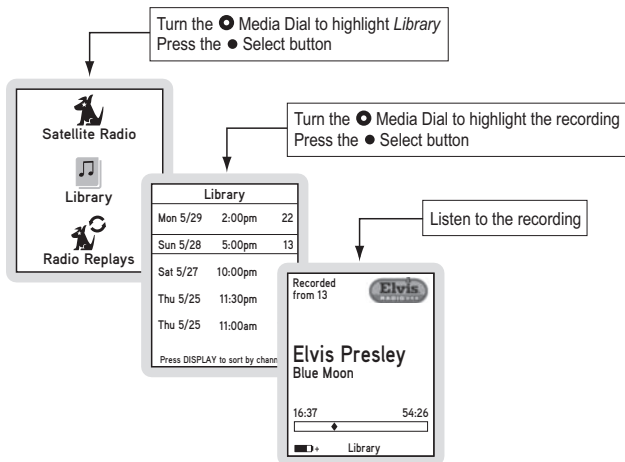 Turn the Media Dial to highlight Library
Press the Select button
Satellite Radio
Library
Radio Replays
Turn the Media Dial to highlight the recording
Press the Select button
Library
Mon 5/29 2:00pm 22
Sun 5/28 5:00pm 13
Sat 5/27 10:00pm
Thu 5/25 11:30pm
Thu 5/25 11:00am
Press DISPLAY to sort by chann
Listen to the recording
Recorded
from 13
Elvis
RADIO
Elvis Presley
Blue Moon
16:37 54:26
Library